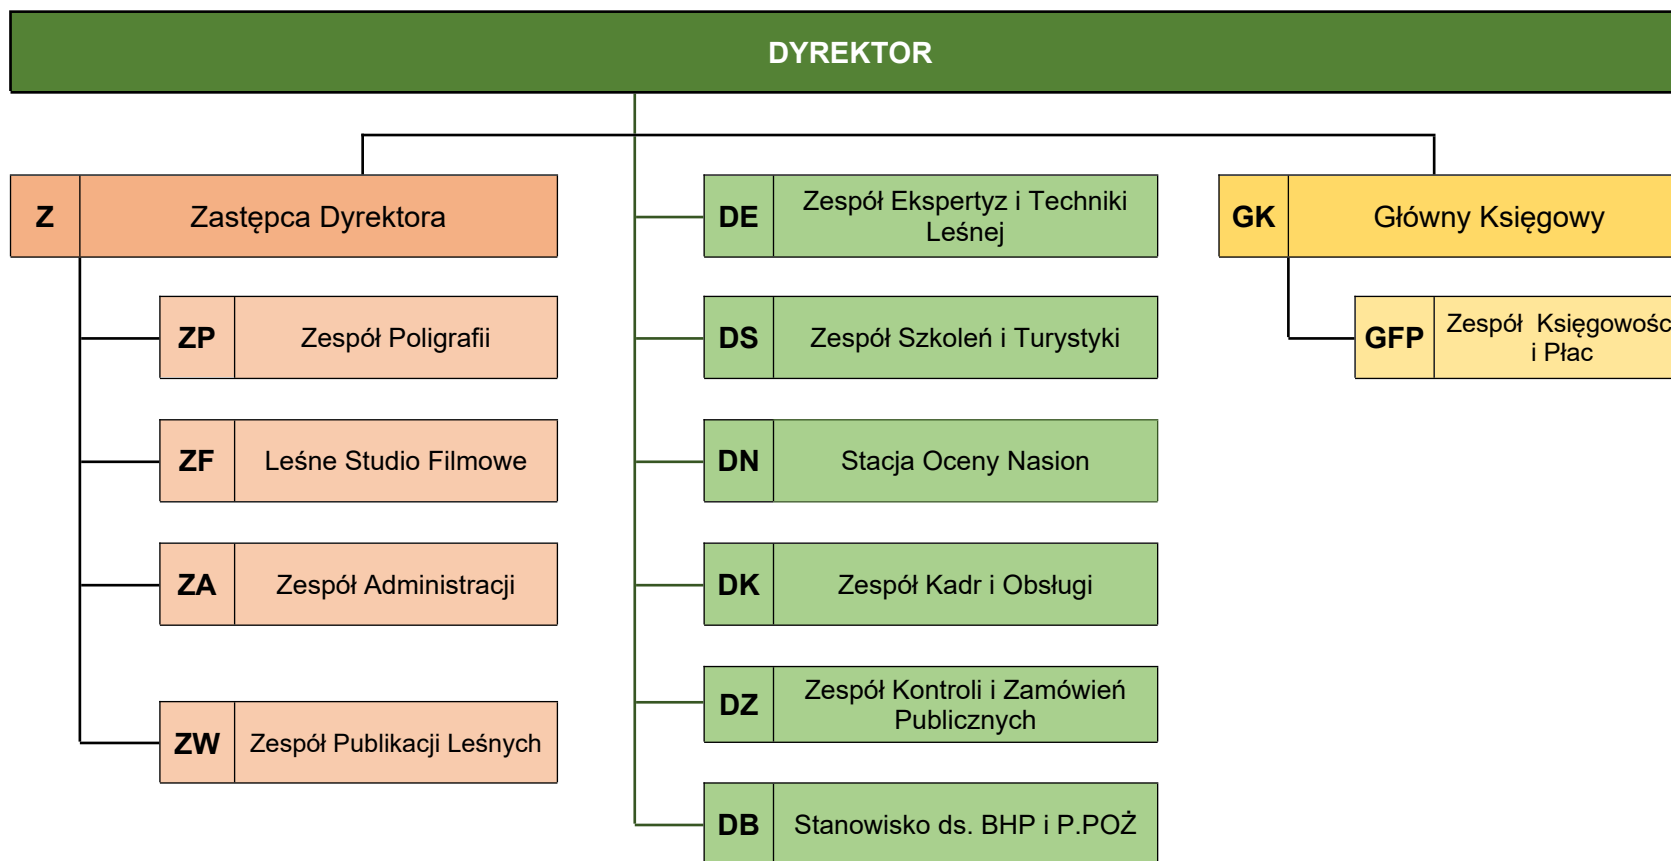 DYREKTOR
Z Zastępca Dyrektora
ZP Zespół Poligrafii
ZF Leśne Studio Filmowe
ZA Zespół Administracji
ZW Zespół Publikacji Leśnych
DE Zespół Ekspertyz i Techniki
Leśnej
DS Zespół Szkoleń i Turystyki
DN Stacja Oceny Nasion
DK Zespół Kadr i Obsługi
DZ Zespół Kontroli i Zamówień
Publicznych
DB Stanowisko ds. BHP i P.POŻ
GK Główny Księgowy
GFP Zespół Księgowości
i Płac